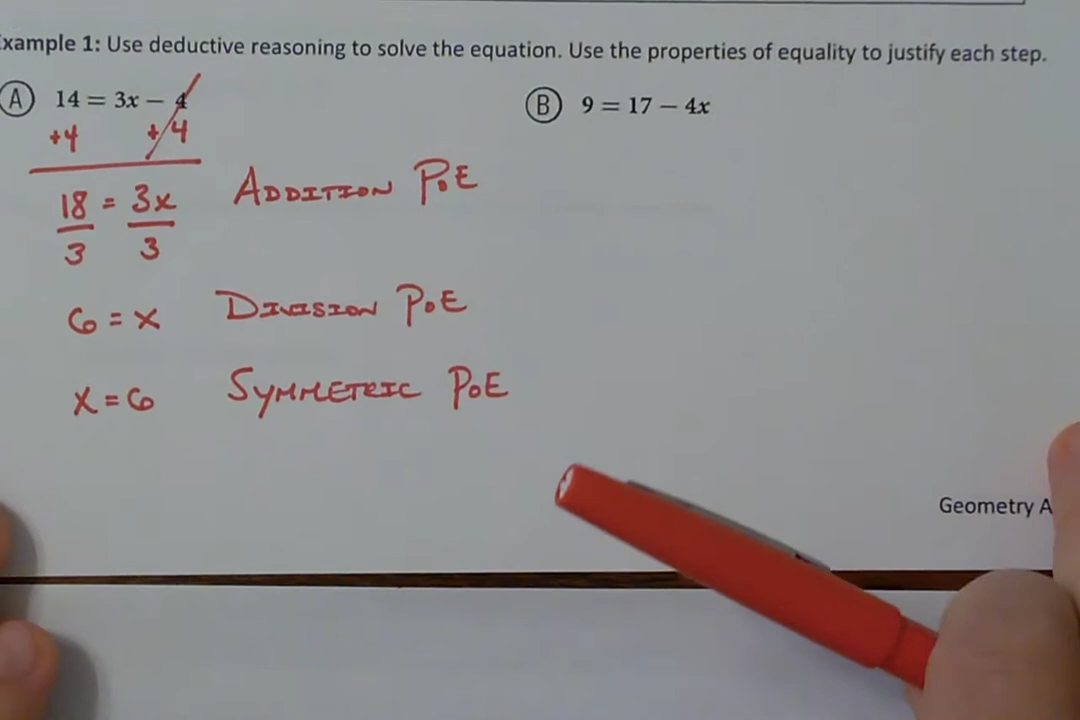 xample 1: Use deductive reasoning to solve the equation. Use the properties of equality to justify each step.
A 14 = 3x − 4
B 9 = 17 − 4x
+4 +4
18 = 3x ADDITION PoE
3 3
6 = x DIVISION PoE
x = 6 SYMMETRIC PoE
Geometry A